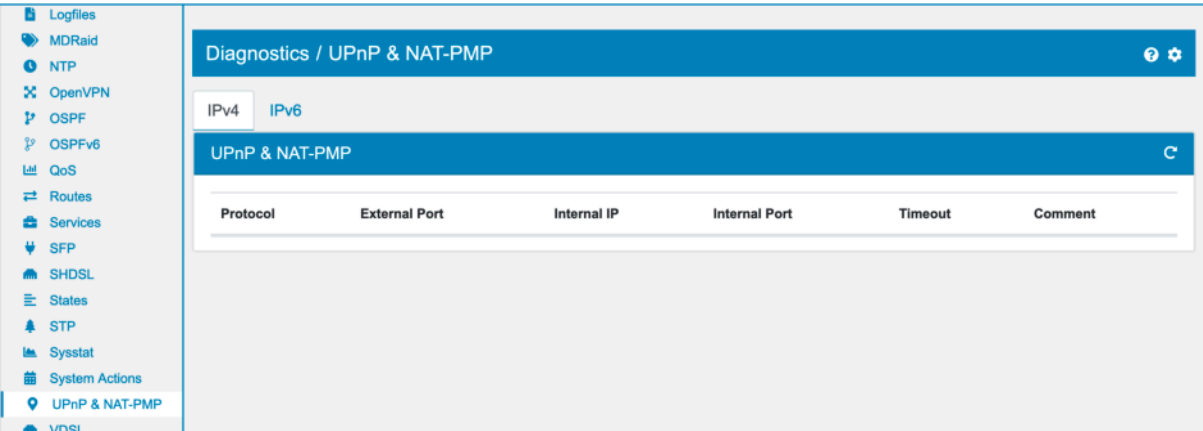 Logfiles
MDRaid
NTP
OpenVPN
OSPF
OSPFv6
QoS
Routes
Services
SFP
SHDSL
States
STP
Sysstat
System Actions
UPnP & NAT-PMP
VDSL
Diagnostics / UPnP & NAT-PMP
IPv4 IPv6
UPnP & NAT-PMP
Protocol External Port Internal IP Internal Port Timeout Comment